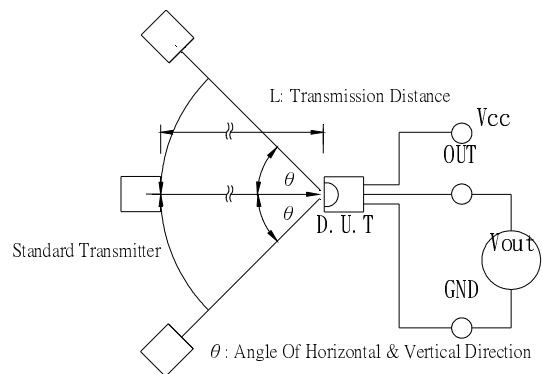 L: Transmission Distance
Vcc
OUT
θ
θ
D.U.T
Standard Transmitter
Vout
GND
θ: Angle Of Horizontal & Vertical Direction